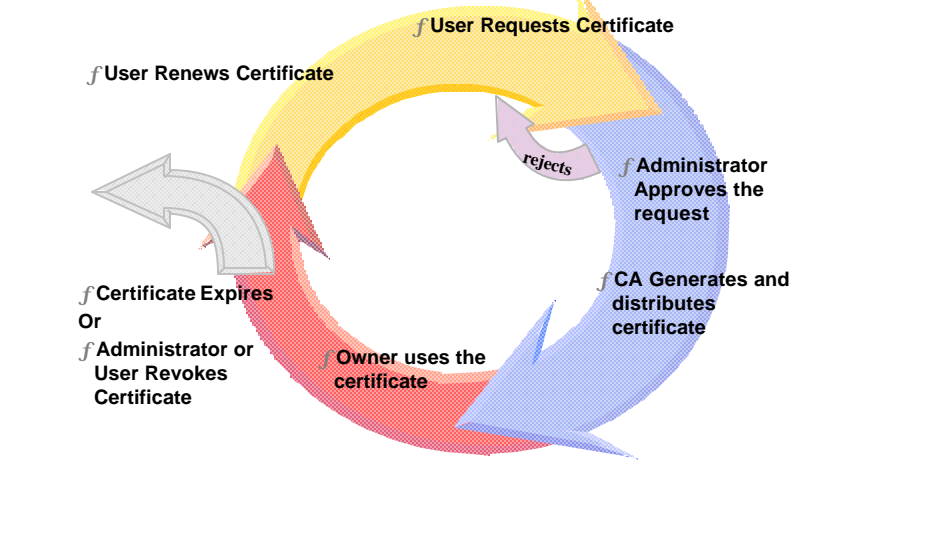 ƒUser Requests Certificate
ƒUser Renews Certificate
rejects
ƒAdministrator
Approves the
request
ƒCA Generates and
distributes
certificate
ƒOwner uses the
certificate
ƒCertificate Expires
Or
ƒAdministrator or
User Revokes
Certificate